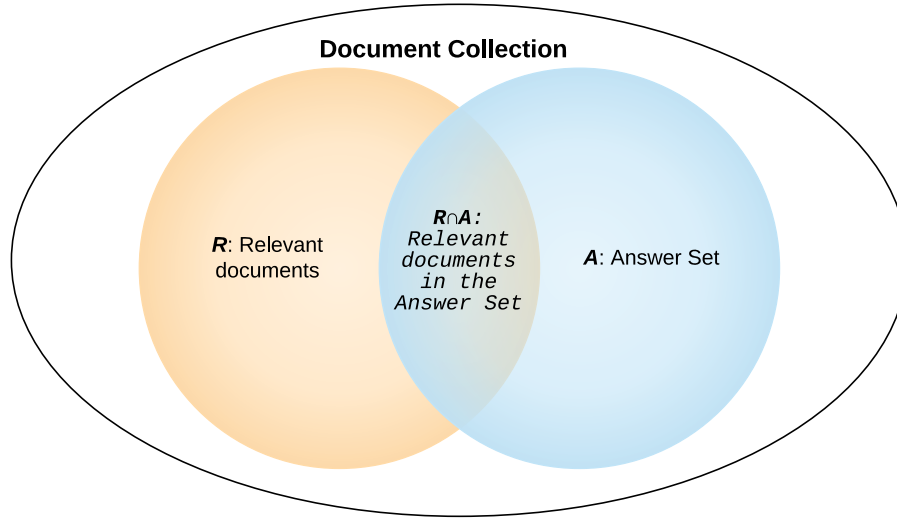 Document Collection
R: Relevant
documents
R∩A:
Relevant
documents
in the
Answer Set
A: Answer Set